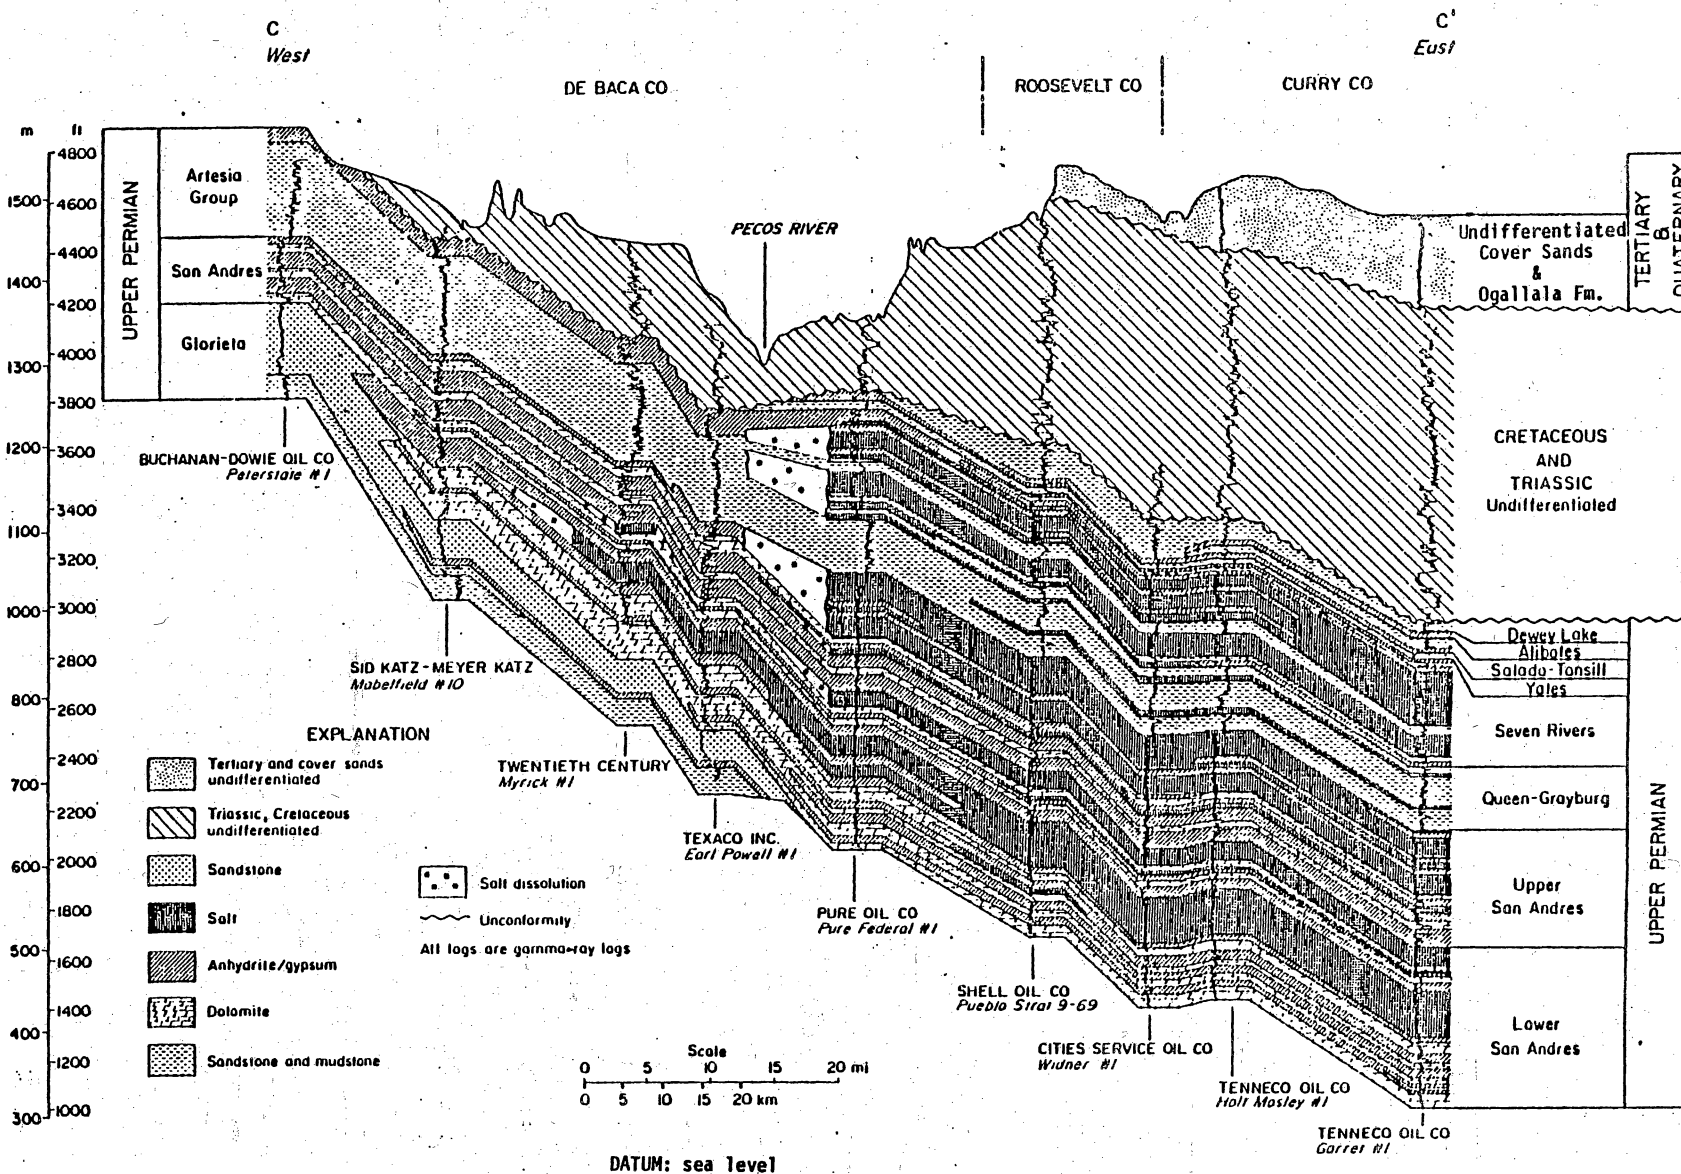 C
West
C'
East
DE BACA CO
ROOSEVELT CO
CURRY CO
m ft
4800
1500 4600
4400
1400
4200
4000
1300
3800
1200
3600
3400
1100
3200
1000 3000
2800
800 2600
2400
700
2200
600 2000
1800
500
1600
1400
400
1200
300 1000
UPPER PERMIAN
Artesia
Group
San Andres
Glorieta
PECOS RIVER
BUCHANAN-DOWIE OIL CO
Peterstaie #1
SID KATZ-MEYER KATZ
Mabelfield #10
TWENTIETH CENTURY
Myrick #1
TEXACO INC.
Earl Powell #1
PURE OIL CO
Pure Federal #1
SHELL OIL CO
Pueblo Strat 9-69
CITIES SERVICE OIL CO
Widner #1
TENNECO OIL CO
Holt Mosley #1
TENNECO OIL CO
Garret #1
Undifferentiated
Cover Sands
&
Ogallala Fm.
TERTIARY
&
QUATERNARY
CRETACEOUS
AND
TRIASSIC
Undifferentiated
Dewey Lake
Alibates
Salado-Tansill
Yates
Seven Rivers
Queen-Grayburg
Upper
San Andres
Lower
San Andres
UPPER PERMIAN
EXPLANATION
Tertiary and cover sands
undifferentiated
Triassic, Cretaceous
undifferentiated
Sandstone
Salt
Anhydrite/gypsum
Dolomite
Sandstone and mudstone
Salt dissolution
Unconformity
All logs are gamma-ray logs
Scale
0 5 10 20 mi
0 5 10 15 20 km
DATUM: sea level